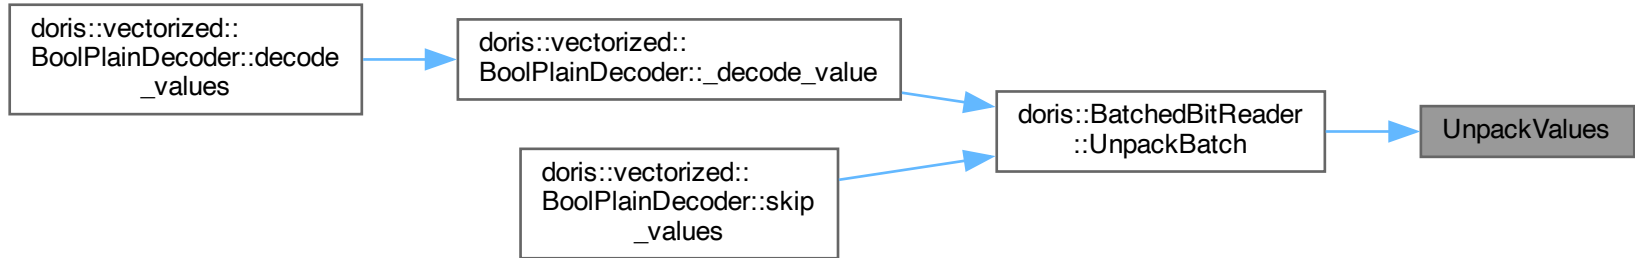 doris::vectorized::
BoolPlainDecoder::decode
_values
doris::vectorized::
BoolPlainDecoder::_decode_value
doris::vectorized::
BoolPlainDecoder::skip
_values
doris::BatchedBitReader
::UnpackBatch
UnpackValues